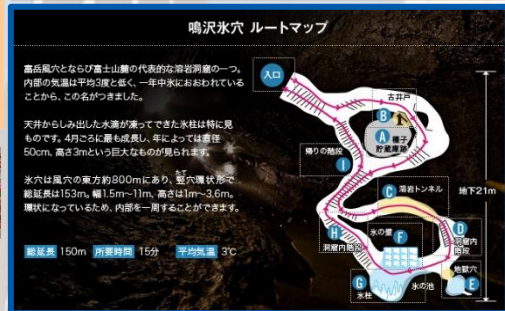 鳴沢氷穴 ルートマップ
富岳風穴とならび富士山麓の代表的な溶岩洞窟の一つ。
内部の気温は平均3度と低く、一年中氷におおわれている
ことから、この名がつきました。
天井からしみ出した水滴が凍ってできた氷柱は特に見
ものです。4月ごろに最も成長し、年によっては直径
50cm、高さ3mという巨大なものが見られます。
氷穴は風穴の東方約800mにあり、竪穴環状形で
たて
総延長は153m。幅1.5m〜11m、高さは1m〜3.6m。
環状になっているため、内部を一周することができます。
総延長 150m 所要時間 15分 平均気温 3℃
入口
古井戸
B
A 種子
貯蔵庫跡
帰りの階段
I
C 溶岩トンネル
地下21m
D
洞窟内
階段
H
洞窟内階段
氷の壁
F
地獄穴
E
G
氷柱
氷の池